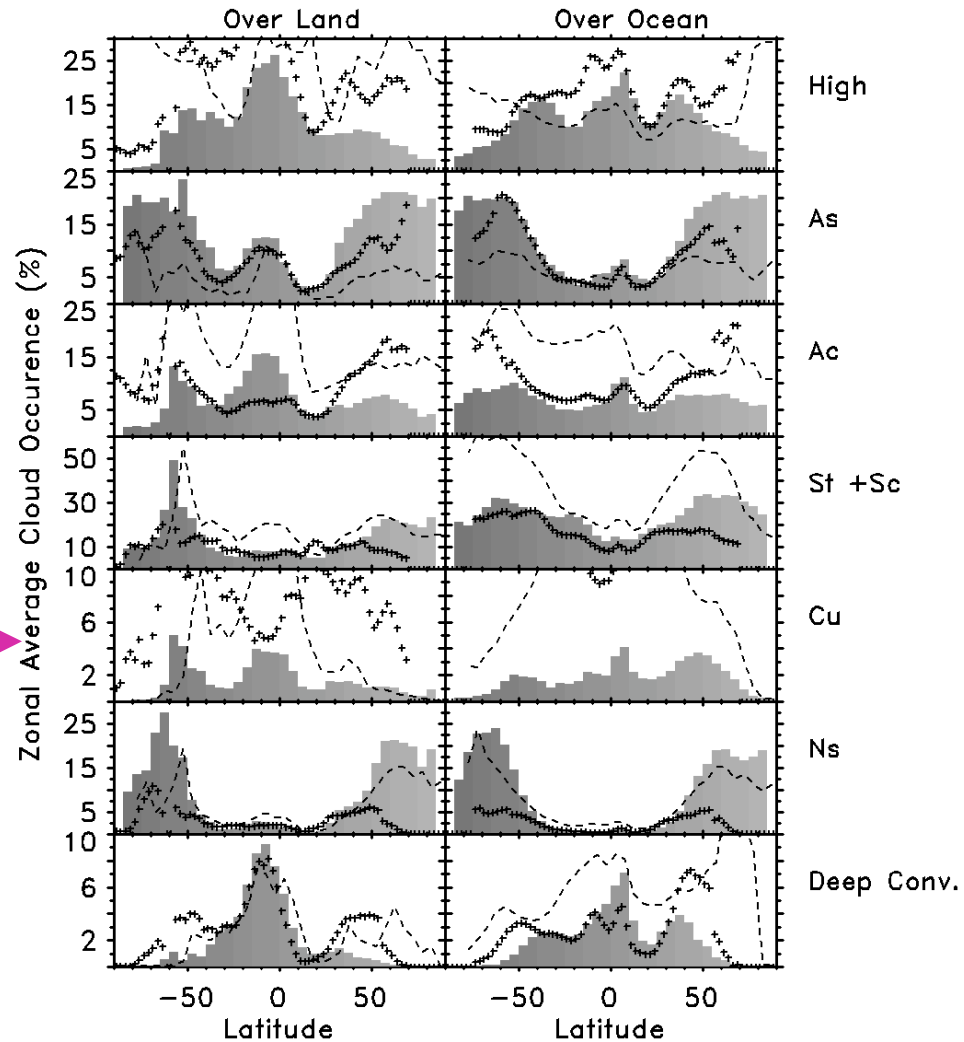 Over Land Over Ocean
25
15
5
High
25
15
5
As
25
15
5
Ac
50
30
10
St +Sc
10
6
2
Cu
25
15
5
Ns
10
6
2
Deep Conv.
Zonal Average Cloud Occurence (%)
−50 0 50 −50 0 50
Latitude Latitude